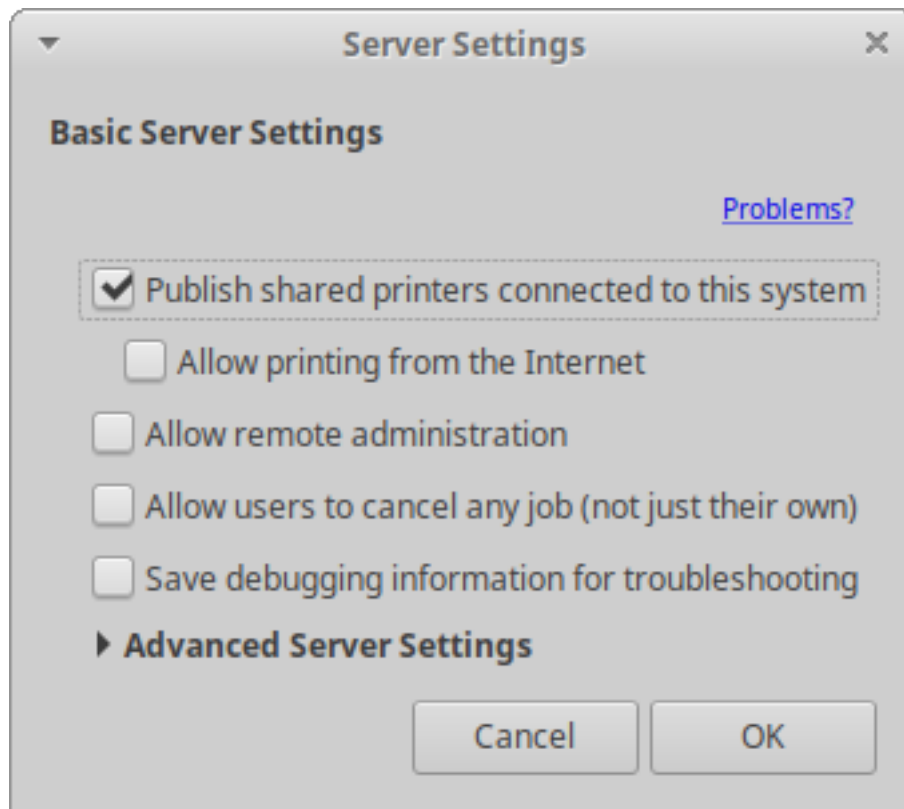 Server Settings
Basic Server Settings
Problems?
Publish shared printers connected to this system
Allow printing from the Internet
Allow remote administration
Allow users to cancel any job (not just their own)
Save debugging information for troubleshooting
Advanced Server Settings
Cancel OK